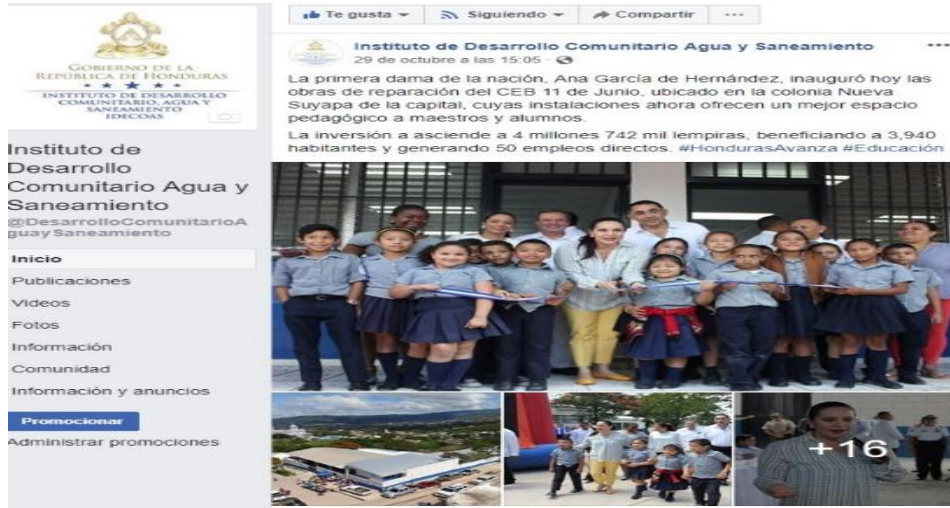 GOBIERNO DE LA
REPÚBLICA DE HONDURAS
INSTITUTO DE DESARROLLO
COMUNITARIO, AGUA Y
SANEAMIENTO
IDECOAS
Instituto de
Desarrollo
Comunitario Agua y
Saneamiento
@DesarrolloComunitarioA
guaySaneamiento
Inicio
Publicaciones
Videos
Fotos
Información
Comunidad
Información y anuncios
Promocionar
Administrar promociones
Te gusta Siguiendo Compartir ...
Instituto de Desarrollo Comunitario Agua y Saneamiento
29 de octubre a las 15:05 ·
La primera dama de la nación, Ana García de Hernández, inauguró hoy las
obras de reparación del CEB 11 de Junio, ubicado en la colonia Nueva
Suyapa de la capital, cuyas instalaciones ahora ofrecen un mejor espacio
pedagógico a maestros y alumnos.
La inversión a asciende a 4 millones 742 mil lempiras, beneficiando a 3,940
habitantes y generando 50 empleos directos. #HondurasAvanza #Educación
+16